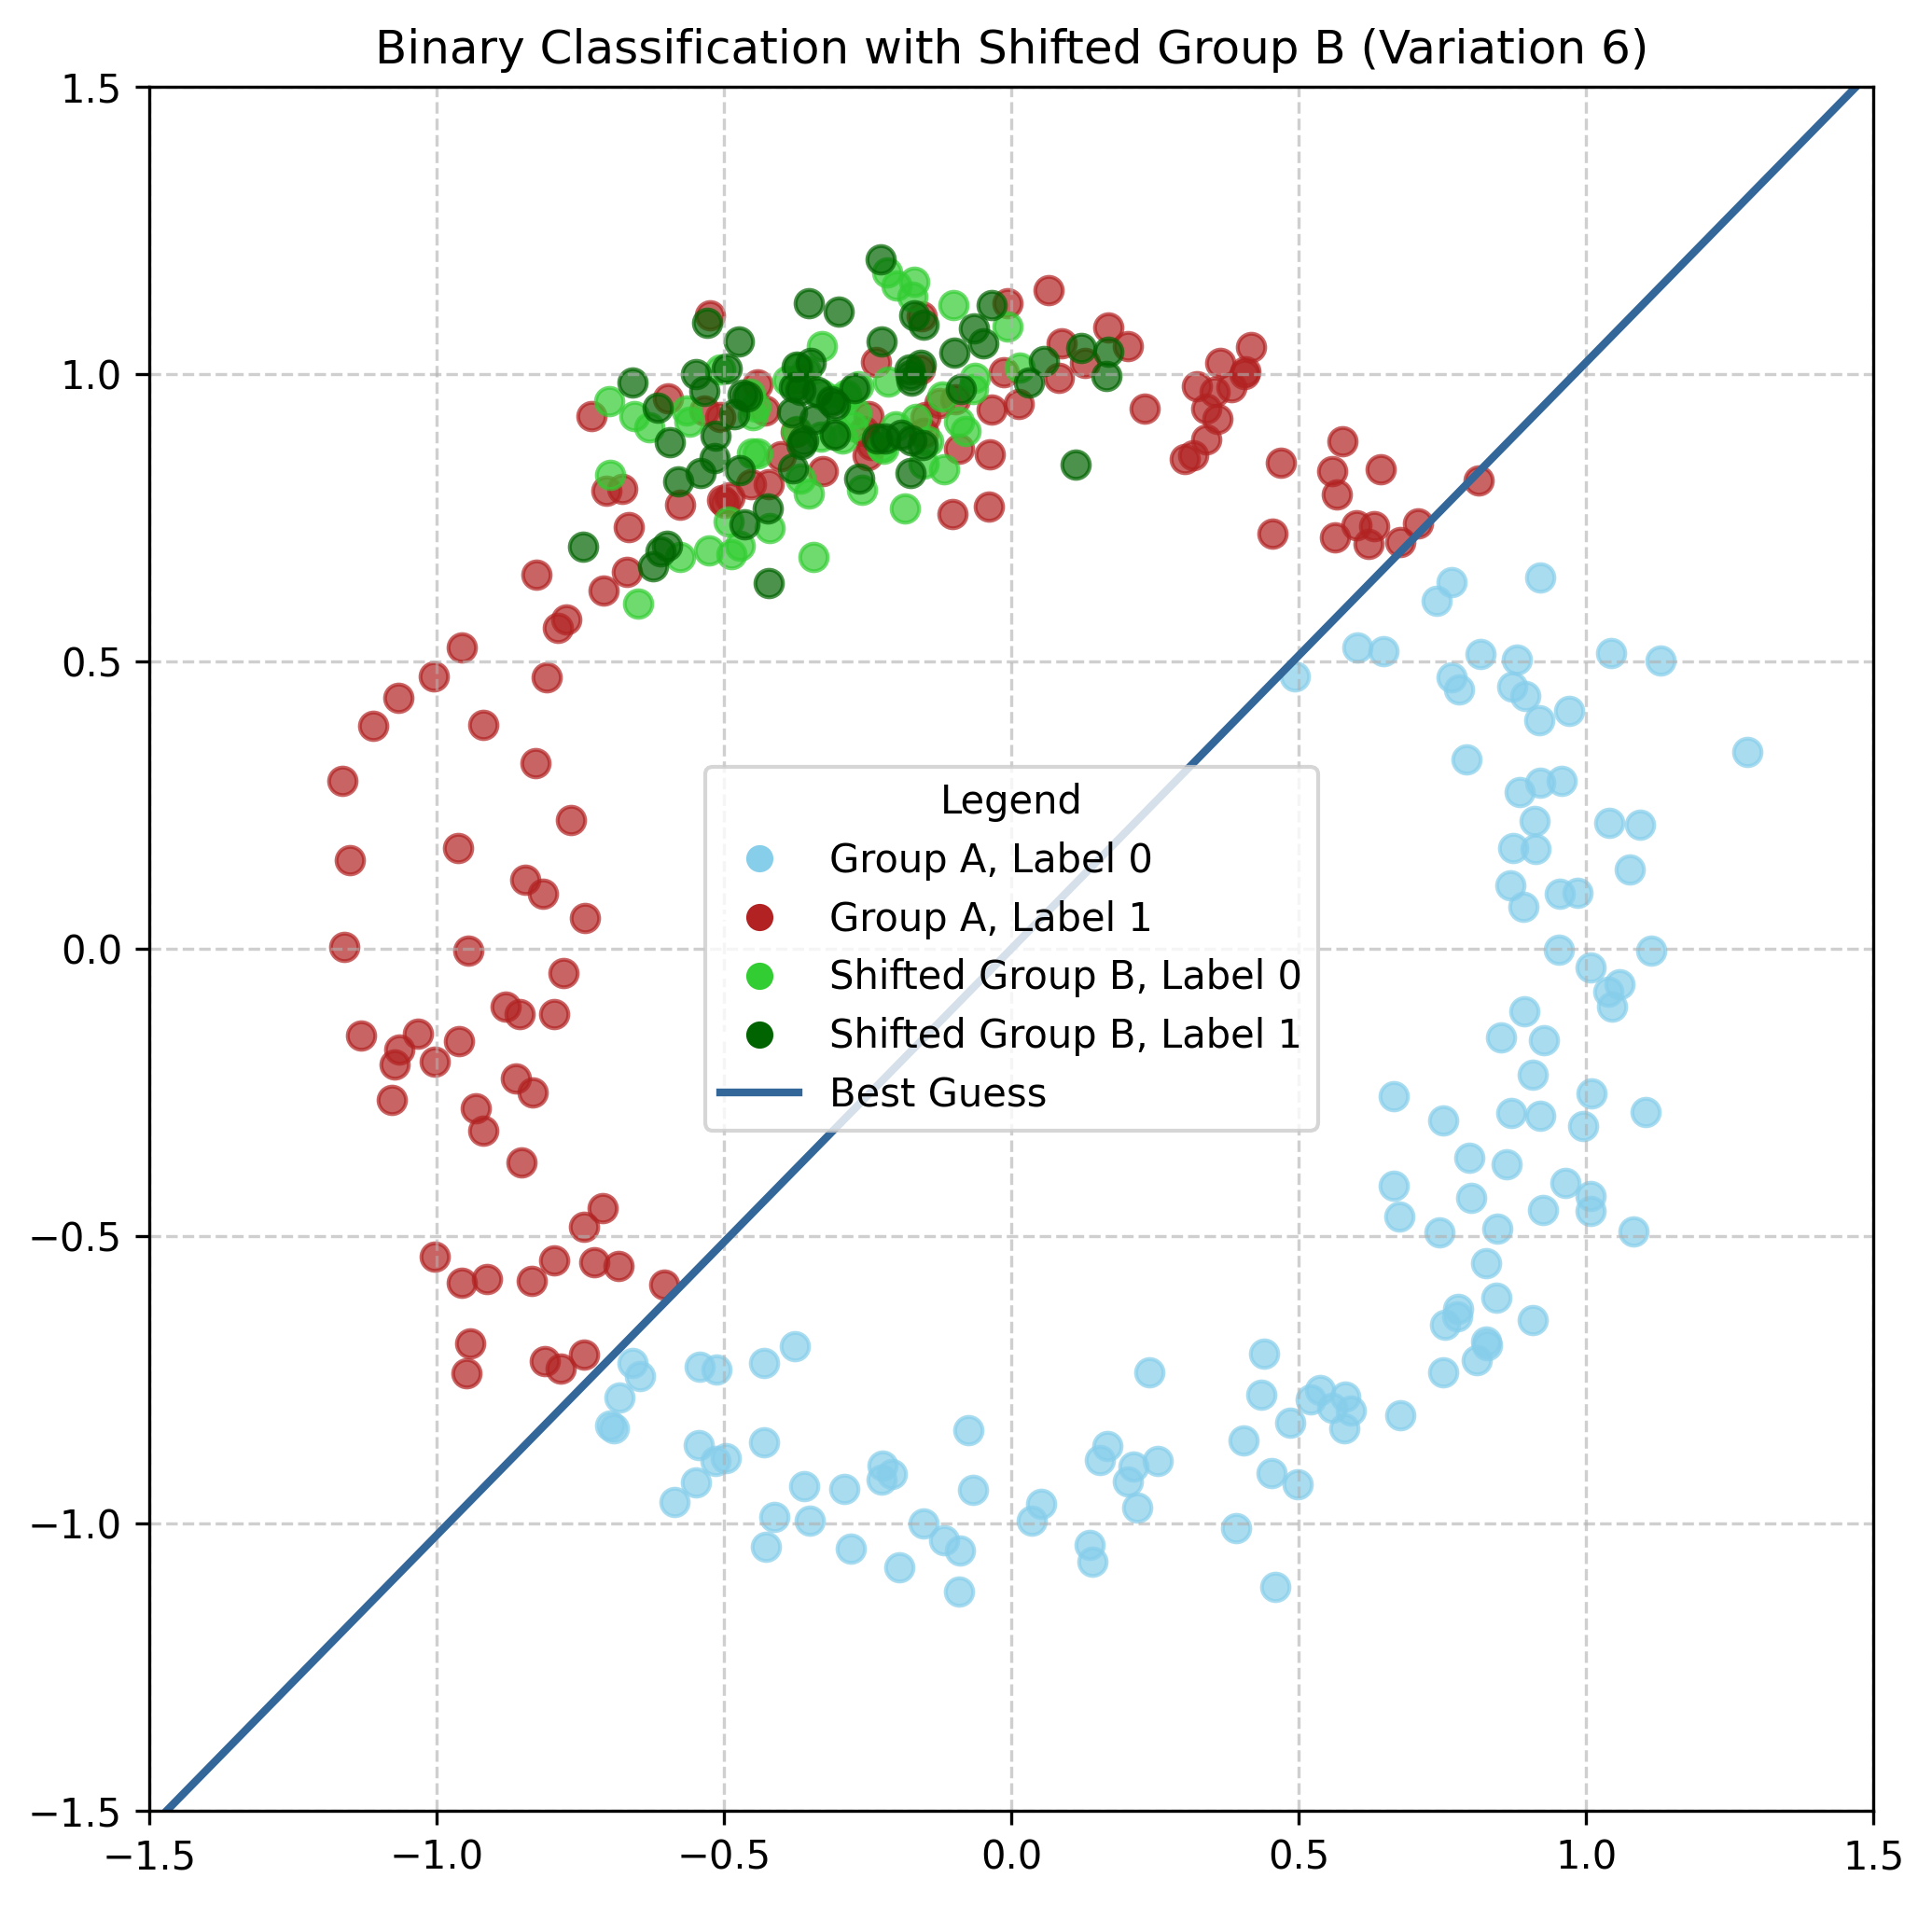 Binary Classification with Shifted Group B (Variation 6)
1.5
1.0
0.5
0.0
−0.5
−1.0
−1.5
Legend
Group A, Label 0
Group A, Label 1
Shifted Group B, Label 0
Shifted Group B, Label 1
Best Guess
−1.5 −1.0 −0.5 0.0 0.5 1.0 1.5